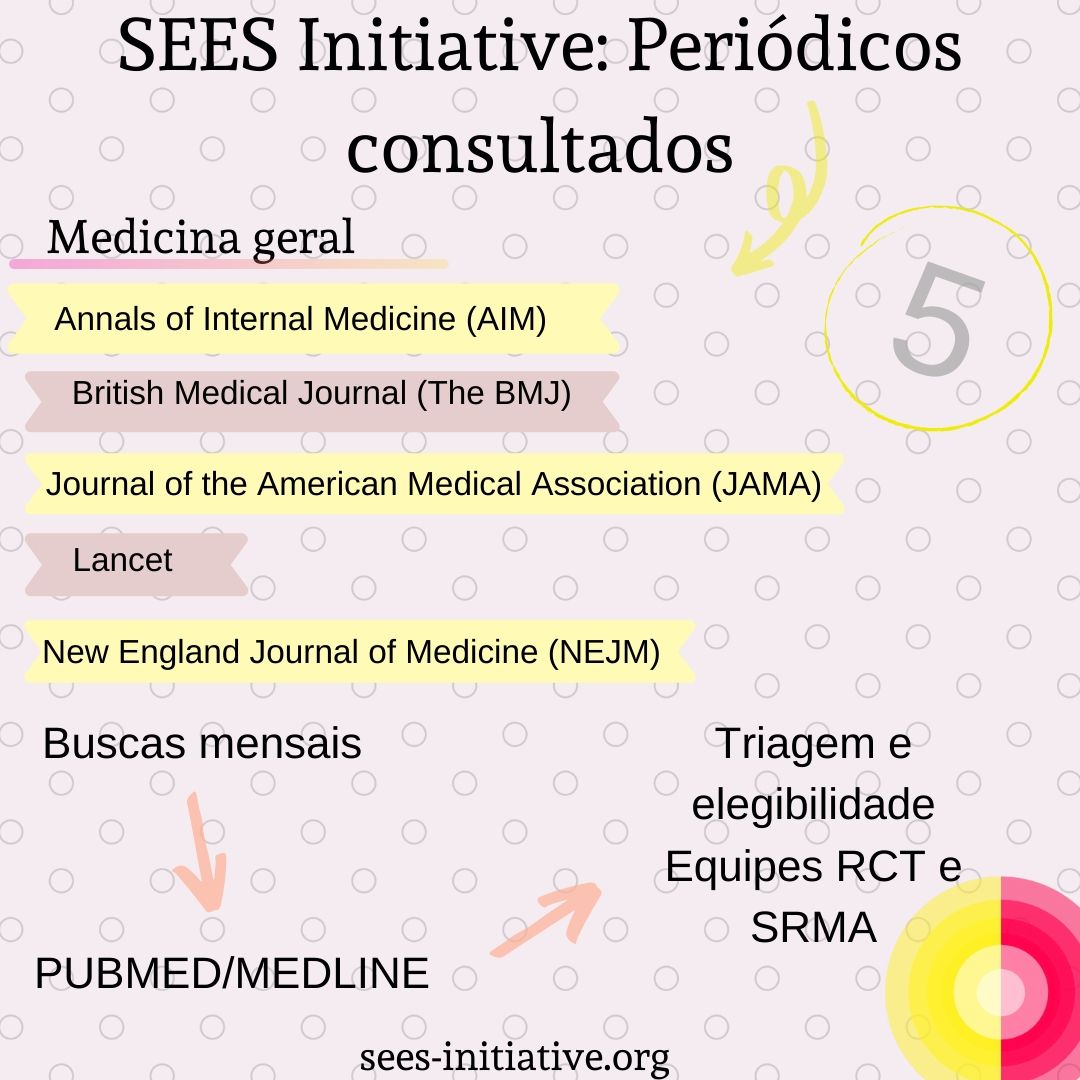 SEES Initiative: Periódicos
consultados
Medicina geral
5
Annals of Internal Medicine (AIM)
British Medical Journal (The BMJ)
Journal of the American Medical Association (JAMA)
Lancet
New England Journal of Medicine (NEJM)
Buscas mensais
PUBMED/MEDLINE
Triagem e
elegibilidade
Equipes RCT e
SRMA
sees-initiative.org